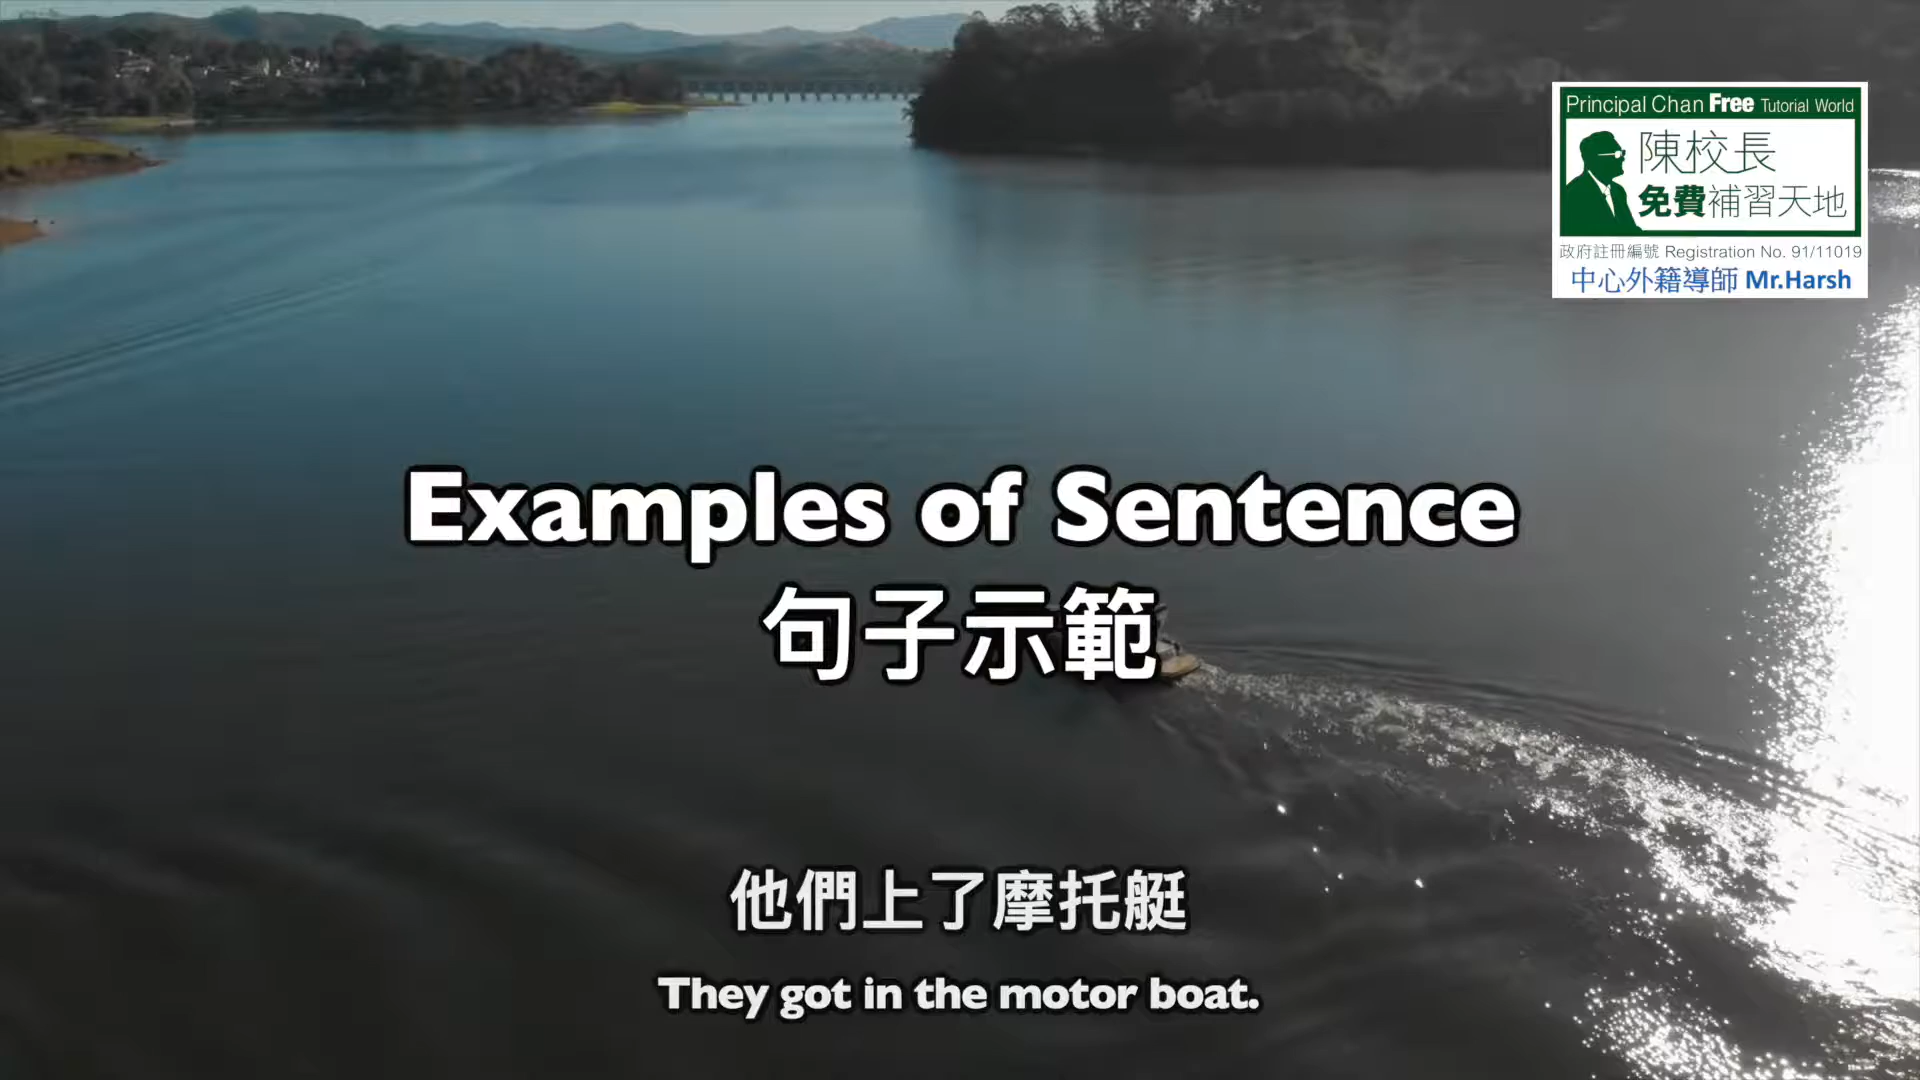 Principal Chan Free Tutorial World
陳校長
免費補習天地
政府註冊編號 Registration No. 91/11019
中心外籍導師 Mr.Harsh
Examples of Sentence
句子示範
他們上了摩托艇
They got in the motor boat.